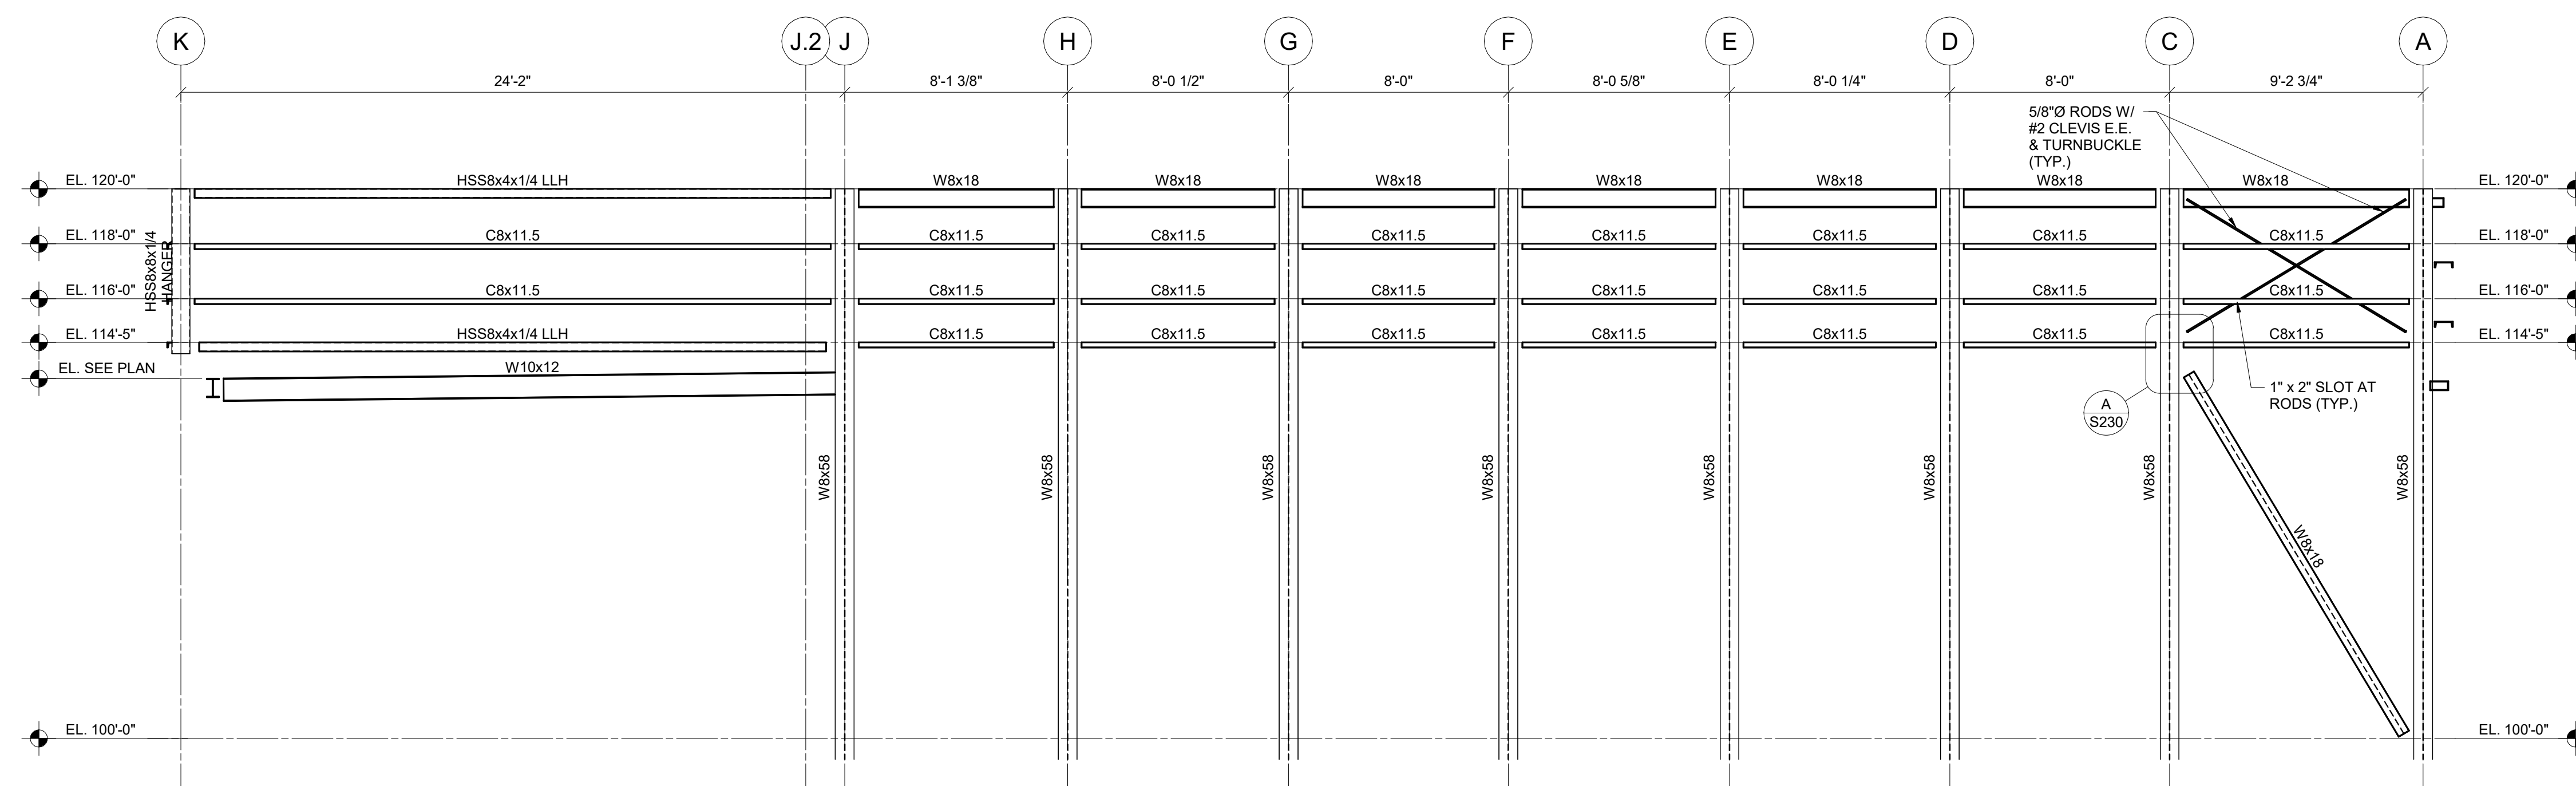 K
J.2
J
H
G
F
E
D
C
A
24'-2"
8'-1 3/8"
8'-0 1/2"
8'-0"
8'-0 5/8"
8'-0 1/4"
8'-0"
9'-2 3/4"
5/8"Ø RODS W/
#2 CLEVIS E.E.
& TURNBUCKLE
(TYP.)
EL. 120'-0"
HSS8x4x1/4 LLH
W8x18
W8x18
W8x18
W8x18
W8x18
W8x18
W8x18
EL. 120'-0"
EL. 118'-0"
C8x11.5
C8x11.5
C8x11.5
C8x11.5
C8x11.5
C8x11.5
C8x11.5
C8x11.5
EL. 118'-0"
HSS8x8x1/4
HANGER
EL. 116'-0"
C8x11.5
C8x11.5
C8x11.5
C8x11.5
C8x11.5
C8x11.5
C8x11.5
C8x11.5
EL. 116'-0"
EL. 114'-5"
HSS8x4x1/4 LLH
C8x11.5
C8x11.5
C8x11.5
C8x11.5
C8x11.5
C8x11.5
C8x11.5
EL. 114'-5"
EL. SEE PLAN
W10x12
1" x 2" SLOT AT
RODS (TYP.)
A
S230
W8x58
W8x58
W8x58
W8x58
W8x58
W8x58
W8x58
W8x58
W8x18
EL. 100'-0"
EL. 100'-0"